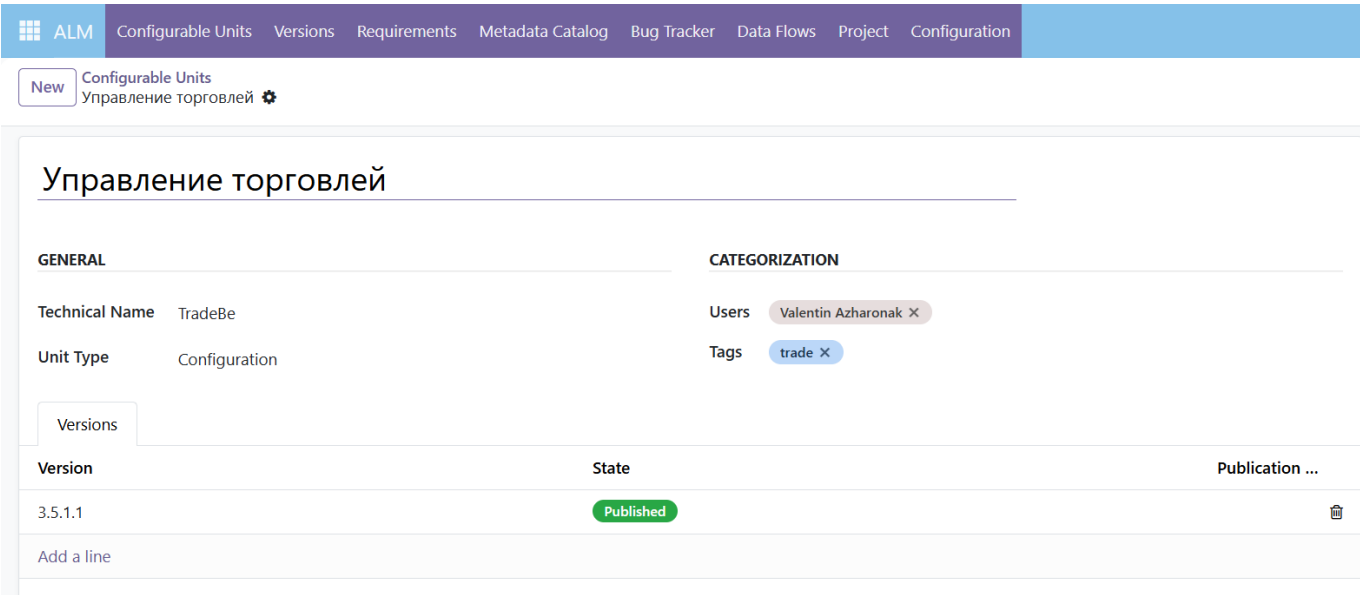 ALM Configurable Units Versions Requirements Metadata Catalog Bug Tracker Data Flows Project Configuration
New
Configurable Units
Управление торговлей
Управление торговлей
GENERAL
Technical Name TradeBe
Unit Type Configuration
CATEGORIZATION
Users Valentin Azharonak ✕
Tags trade ✕
Versions
Version State Publication ...
3.5.1.1 Published
Add a line